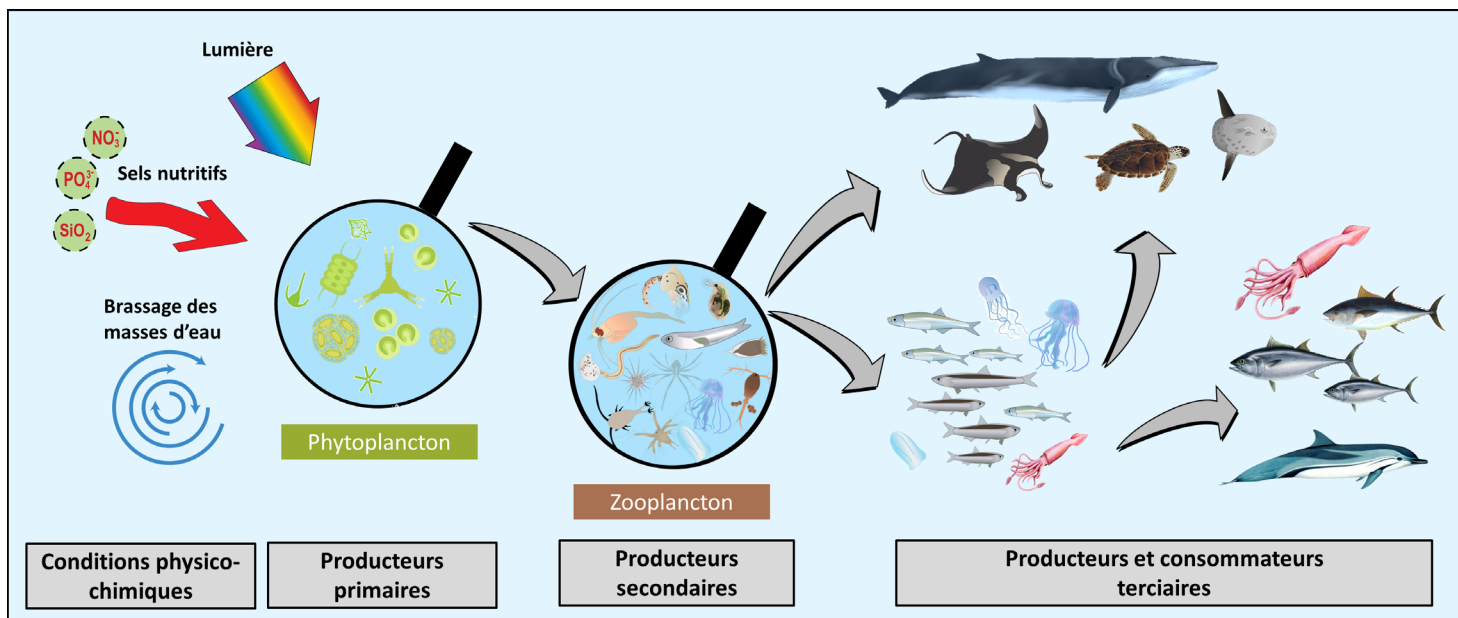 Lumière
NO₃⁻
PO₄³⁻
Sels nutritifs
SiO₂
Brassage des
masses d'eau
Phytoplancton
Zooplancton
Conditions physico-
chimiques
Producteurs
primaires
Producteurs
secondaires
Producteurs et consommateurs
terciaires